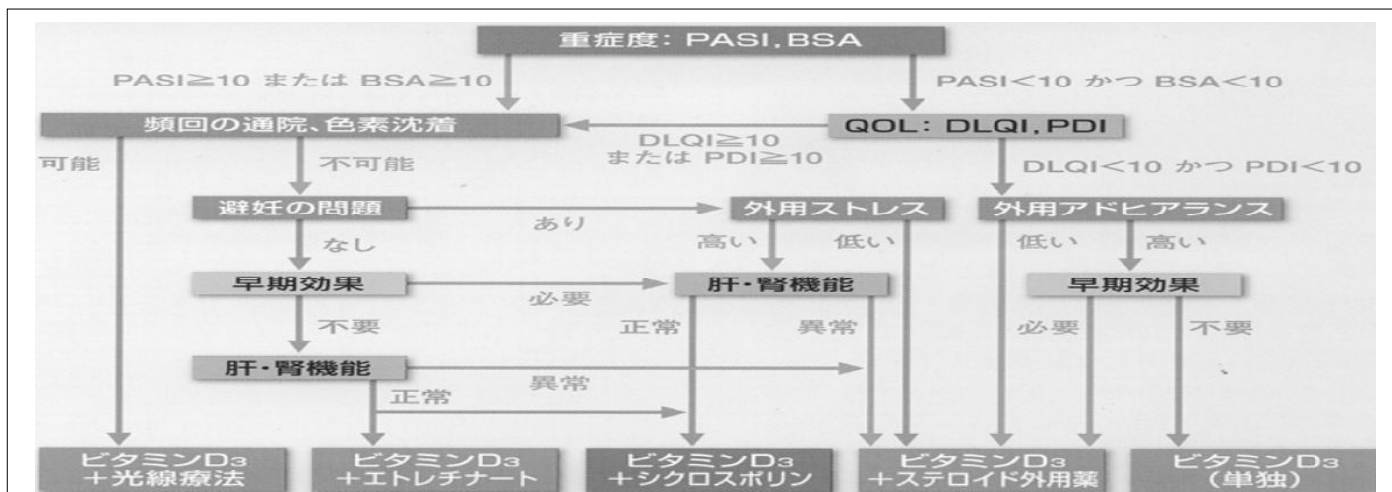 重症度：PASI,BSA
PASI≧10 または BSA≧10
PASI<10 かつ BSA<10
頻回の通院、色素沈着
DLQI≧10
または PDI≧10
QOL：DLQI,PDI
可能
不可能
DLQI<10 かつ PDI<10
避妊の問題
あり
外用ストレス
外用アドヒアランス
なし
高い
低い
低い
高い
早期効果
必要
肝・腎機能
早期効果
不要
正常
異常
必要
不要
肝・腎機能
異常
正常
ビタミンD₃
＋光線療法
ビタミンD₃
＋エトレチナート
ビタミンD₃
＋シクロスポリン
ビタミンD₃
＋ステロイド外用薬
ビタミンD₃
(単独)